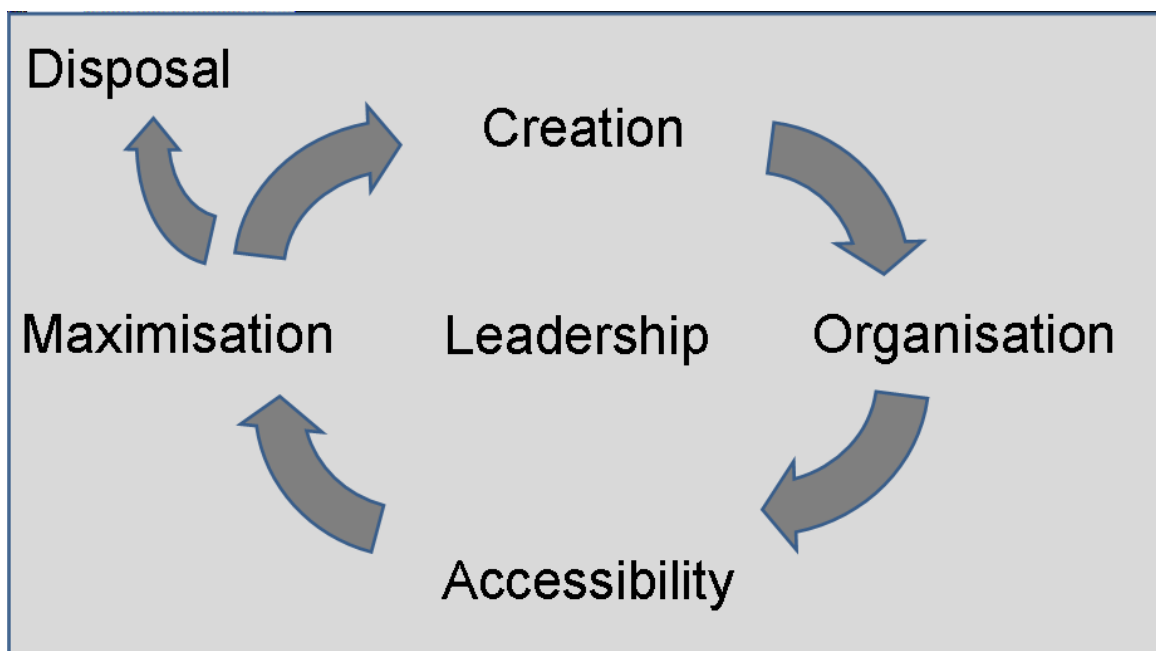 Disposal
Creation
Maximisation
Leadership
Organisation
Accessibility